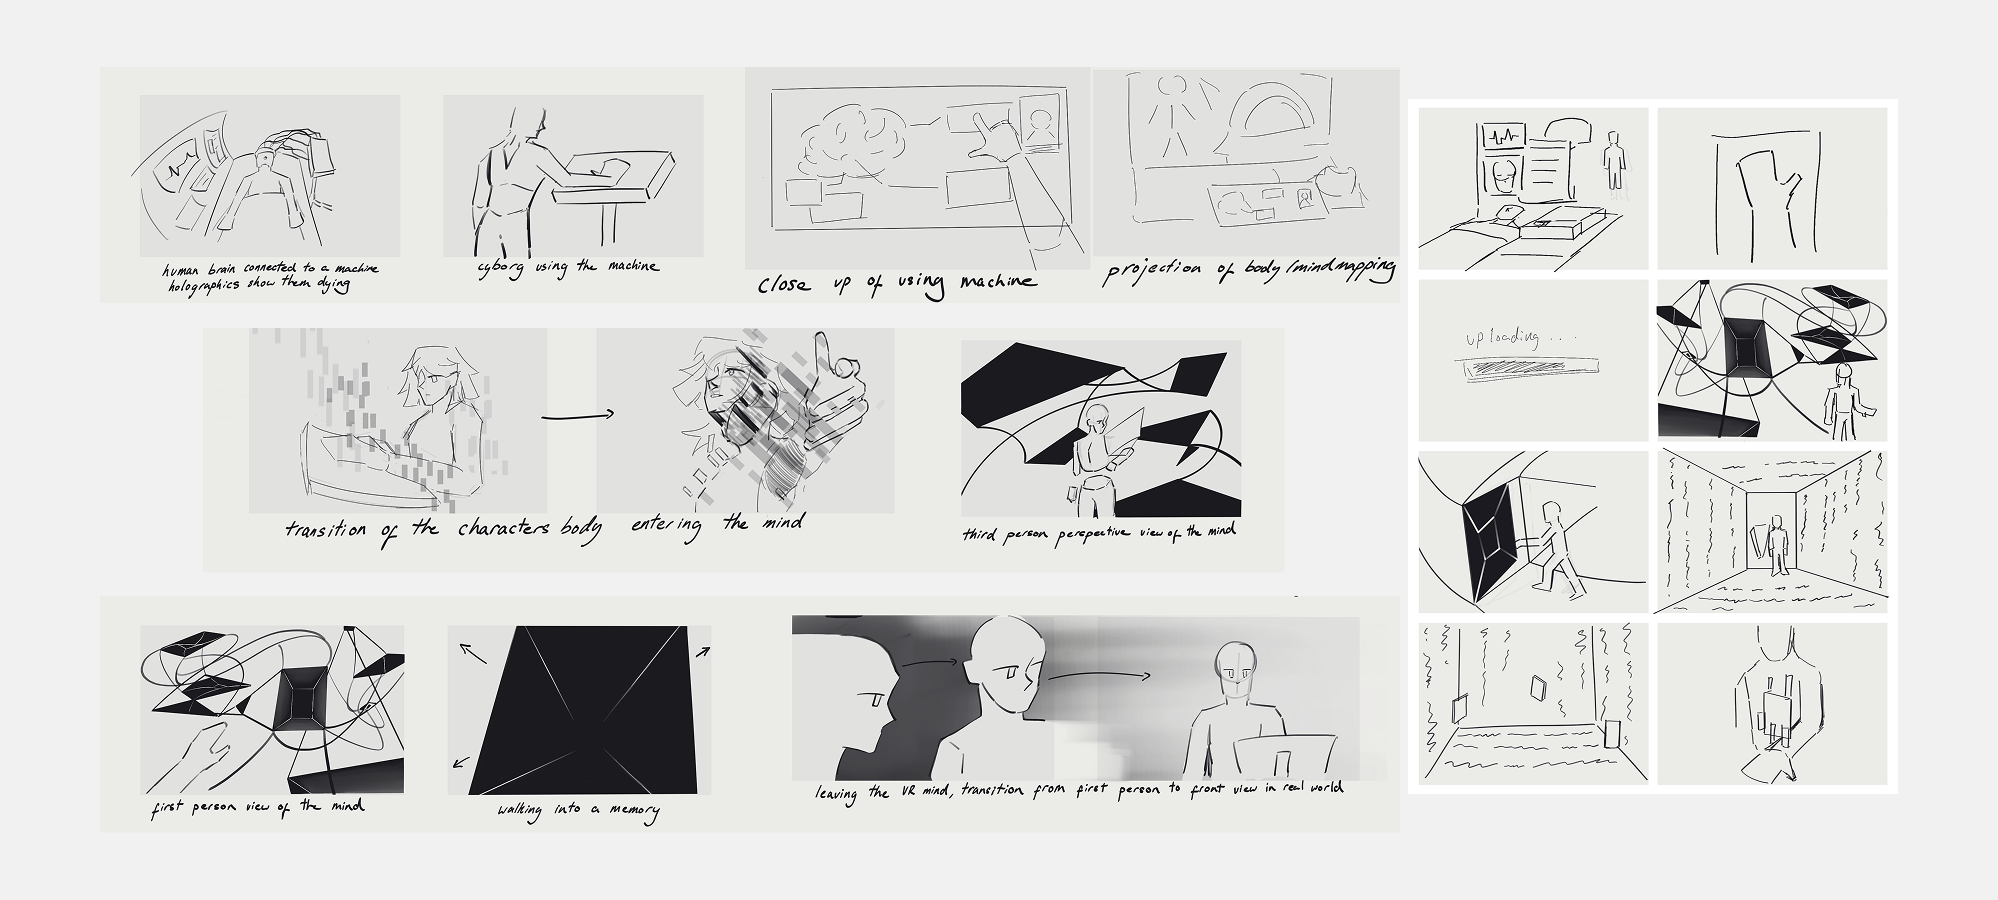 human brain connected to a machine
holographics show them dying
cyborg using the machine
close up of using machine
projection of body/mindmapping
transition of the characters body entering the mind
third person perspective view of the mind
first person view of the mind
walking into a memory
leaving the VR mind, transition from first person to front view in real world
uploading....